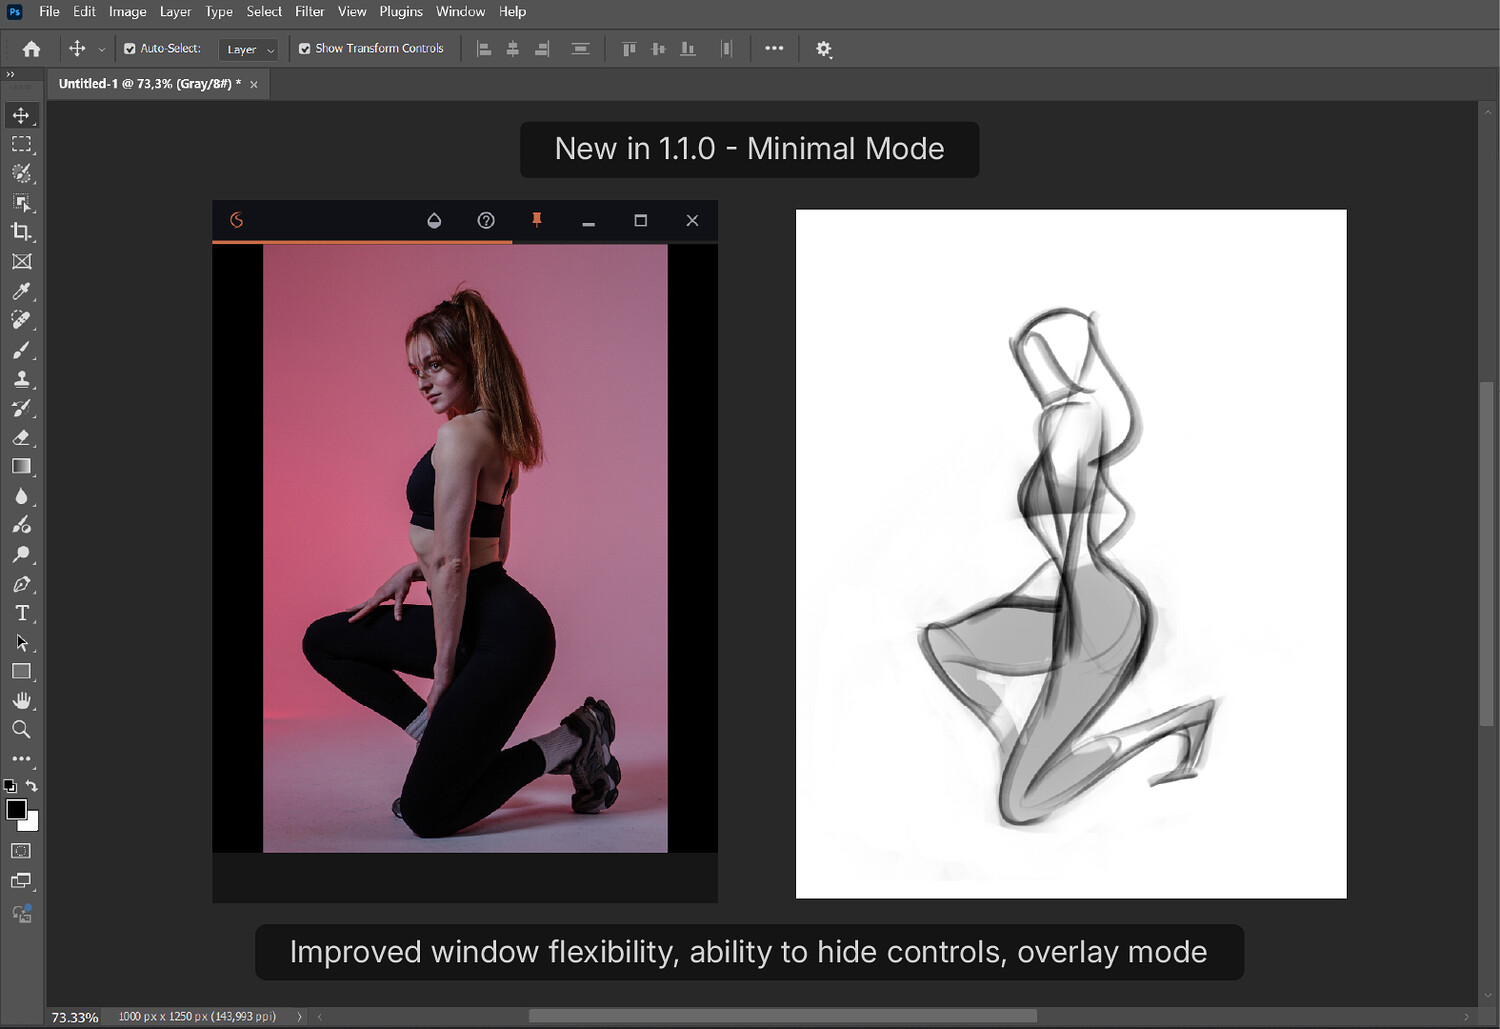 Ps File Edit Image Layer Type Select Filter View Plugins Window Help
Auto-Select: Layer Show Transform Controls
Untitled-1 @ 73,3% (Gray/8#) * ×
New in 1.1.0 - Minimal Mode
Improved window flexibility, ability to hide controls, overlay mode
73.33% 1000 px x 1250 px (143,993 ppi)